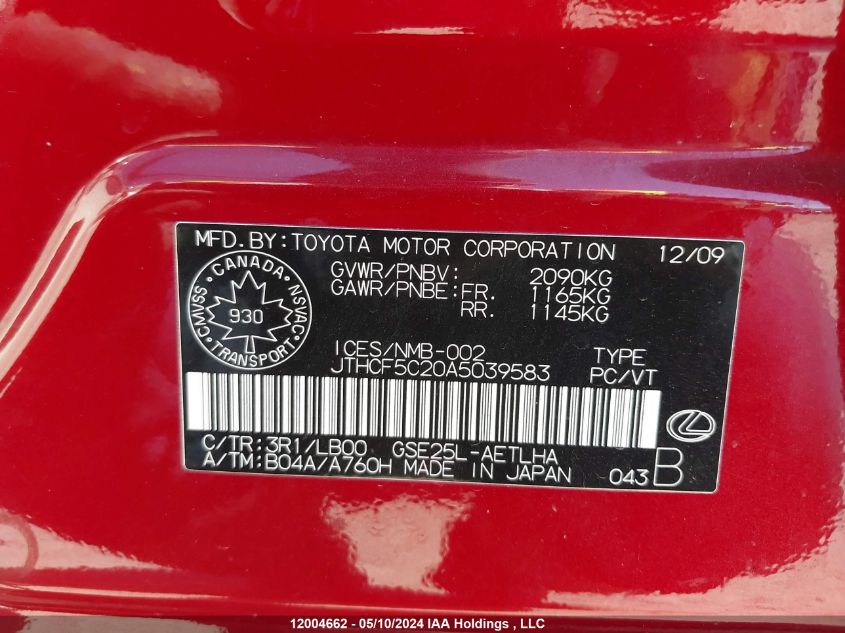 MFD.BY:TOYOTA MOTOR CORPORATION 12/09
GVWR/PNBV: 2090KG
GAWR/PNBE:FR. 1165KG
RR. 1145KG
CANADA
CMVSS 930 NSVAC
TRANSPORT
ICES/NMB-002 TYPE
JTHCF5C20A5039583 PC/VT
C/TR:3R1/LB00 GSE25L-AETLHA
A/TM:B04A/A760H MADE IN JAPAN 043 B
12004662 - 05/10/2024 IAA Holdings , LLC